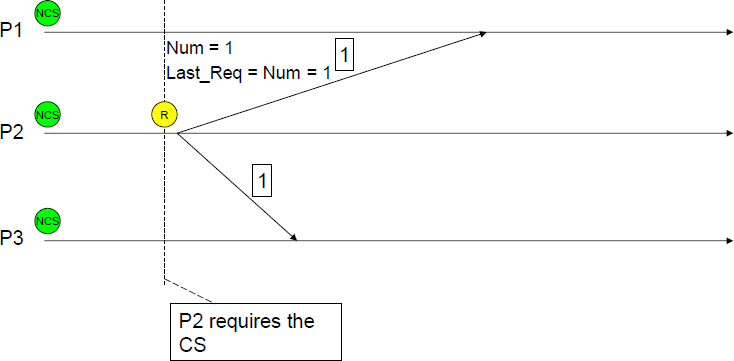 NCS
P1
Num = 1
Last_Req = Num = 1
1
NCS
R
P2
1
NCS
P3
P2 requires the
CS